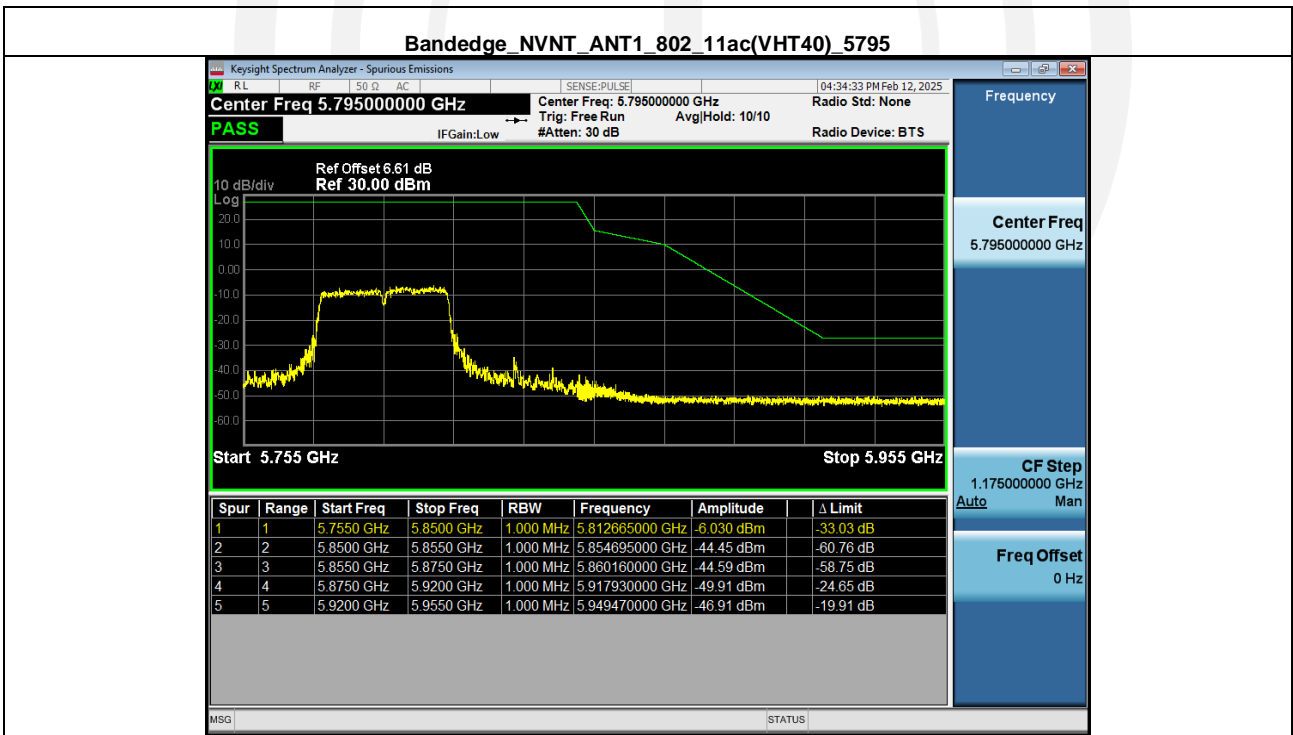 Bandedge_NVNT_ANT1_802_11ac(VHT40)_5795
Keysight Spectrum Analyzer - Spurious Emissions
LXI RL RF 50 Ω AC SENSE:PULSE 04:34:33 PM Feb 12, 2025
Center Freq 5.795000000 GHz Center Freq: 5.795000000 GHz Radio Std: None
Trig: Free Run Avg|Hold: 10/10
PASS IFGain:Low #Atten: 30 dB Radio Device: BTS
Frequency
Ref Offset 6.61 dB
10 dB/div Ref 30.00 dBm
Log
20.0
10.0
0.00
-10.0
-20.0
-30.0
-40.0
-50.0
-60.0
Start 5.755 GHz Stop 5.955 GHz
Center Freq
5.795000000 GHz
CF Step
1.175000000 GHz
Auto Man
Freq Offset
0 Hz
Spur Range Start Freq Stop Freq RBW Frequency Amplitude Δ Limit
1 1 5.7550 GHz 5.8500 GHz 1.000 MHz 5.812665000 GHz -6.030 dBm -33.03 dB
2 2 5.8500 GHz 5.8550 GHz 1.000 MHz 5.854695000 GHz -44.45 dBm -60.76 dB
3 3 5.8550 GHz 5.8750 GHz 1.000 MHz 5.860160000 GHz -44.59 dBm -58.75 dB
4 4 5.8750 GHz 5.9200 GHz 1.000 MHz 5.917930000 GHz -49.91 dBm -24.65 dB
5 5 5.9200 GHz 5.9550 GHz 1.000 MHz 5.949470000 GHz -46.91 dBm -19.91 dB
MSG STATUS